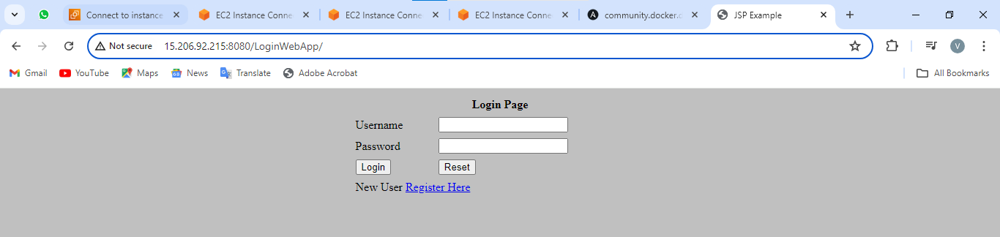 Connect to instance
EC2 Instance Conne
EC2 Instance Conne
EC2 Instance Conne
community.docker.c
JSP Example
Not secure 15.206.92.215:8080/LoginWebApp/
V
Gmail YouTube Maps News Translate Adobe Acrobat All Bookmarks
Login Page
Username
Password
Login Reset
New User Register Here